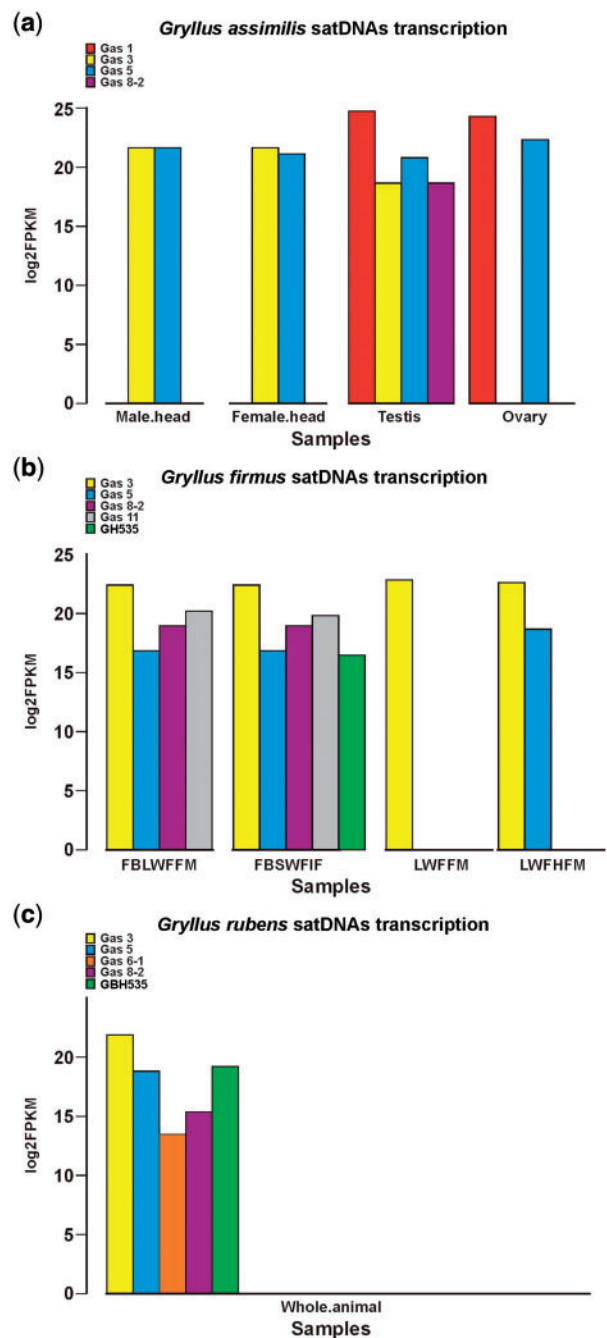 (a)
Gryllus assimilis satDNAs transcription
Gas 1
Gas 3
Gas 5
Gas 8-2
25
20
15
10
5
0
log2FPKM
Male.head Female.head Testis Ovary
Samples
(b)
Gryllus firmus satDNAs transcription
Gas 3
Gas 5
Gas 8-2
Gas 11
GH535
25
20
15
10
5
0
log2FPKM
FBLWFFM FBSWFIF LWFFM LWFHFM
Samples
(c)
Gryllus rubens satDNAs transcription
Gas 3
Gas 5
Gas 6-1
Gas 8-2
GBH535
20
15
10
5
0
log2FPKM
Whole.animal
Samples